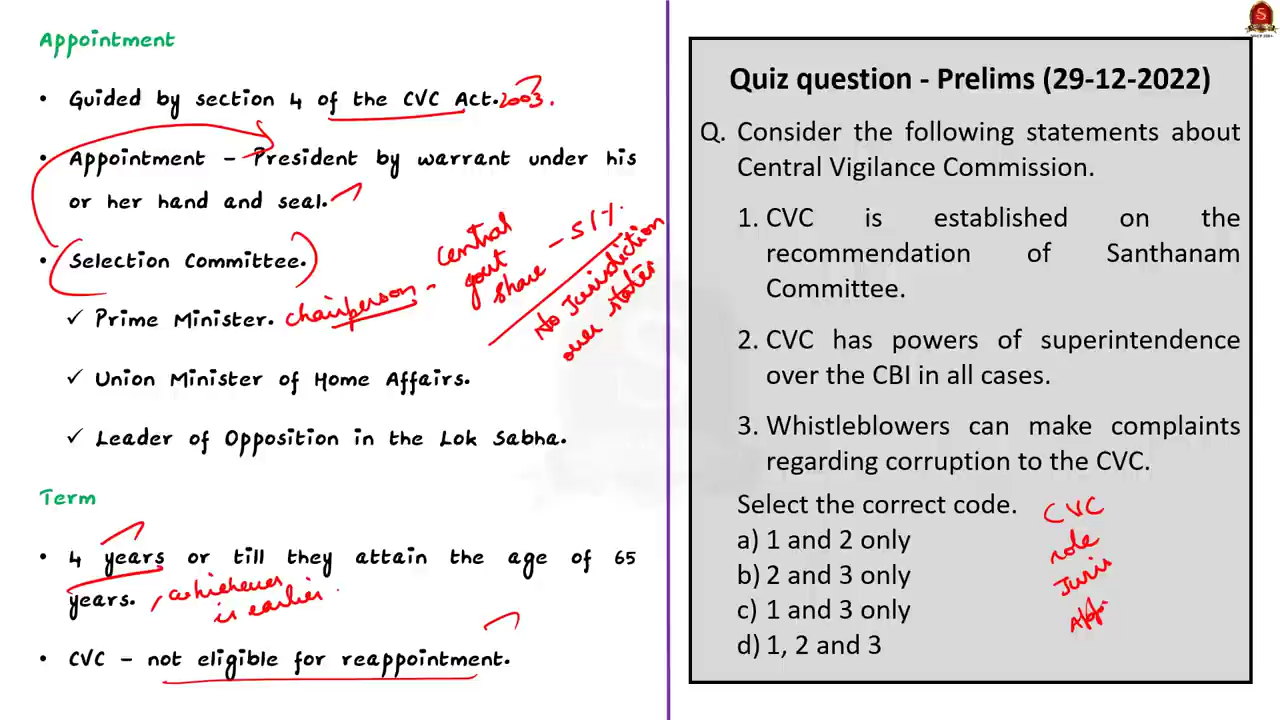 Appointment
• Guided by section 4 of the CVC Act. 2003.
• Appointment – President by warrant under his
or her hand and seal.
• Selection Committee.
✓ Prime Minister. chairperson - central
govt
share - 51%
No Jurisdiction
over states
✓ Union Minister of Home Affairs.
✓ Leader of Opposition in the Lok Sabha.
Term
• 4 years or till they attain the age of 65
years. , whichever
is earlier
• CVC – not eligible for reappointment.
Quiz question - Prelims (29-12-2022)
Q. Consider the following statements about
Central Vigilance Commission.
1. CVC is established on the
recommendation of Santhanam
Committee.
2. CVC has powers of superintendence
over the CBI in all cases.
3. Whistleblowers can make complaints
regarding corruption to the CVC.
Select the correct code.
a) 1 and 2 only
b) 2 and 3 only
c) 1 and 3 only
d) 1, 2 and 3
CVC
role
Juris